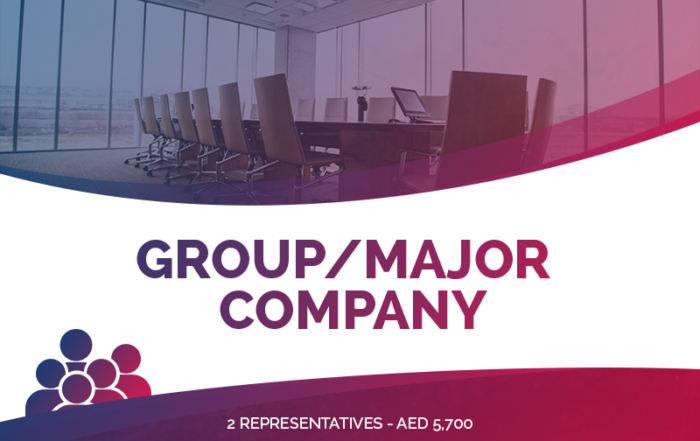 GROUP/MAJOR
COMPANY
2 REPRESENTATIVES - AED 5,700